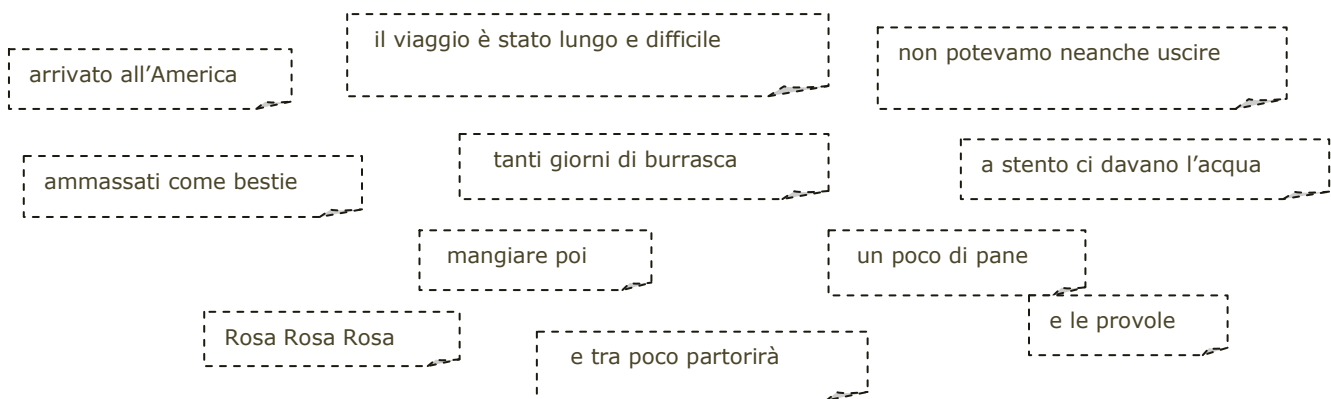 arrivato all’America
il viaggio è stato lungo e difficile
non potevamo neanche uscire
ammassati come bestie
tanti giorni di burrasca
a stento ci davano l’acqua
mangiare poi
un poco di pane
e le provole
Rosa Rosa Rosa
e tra poco partorirà